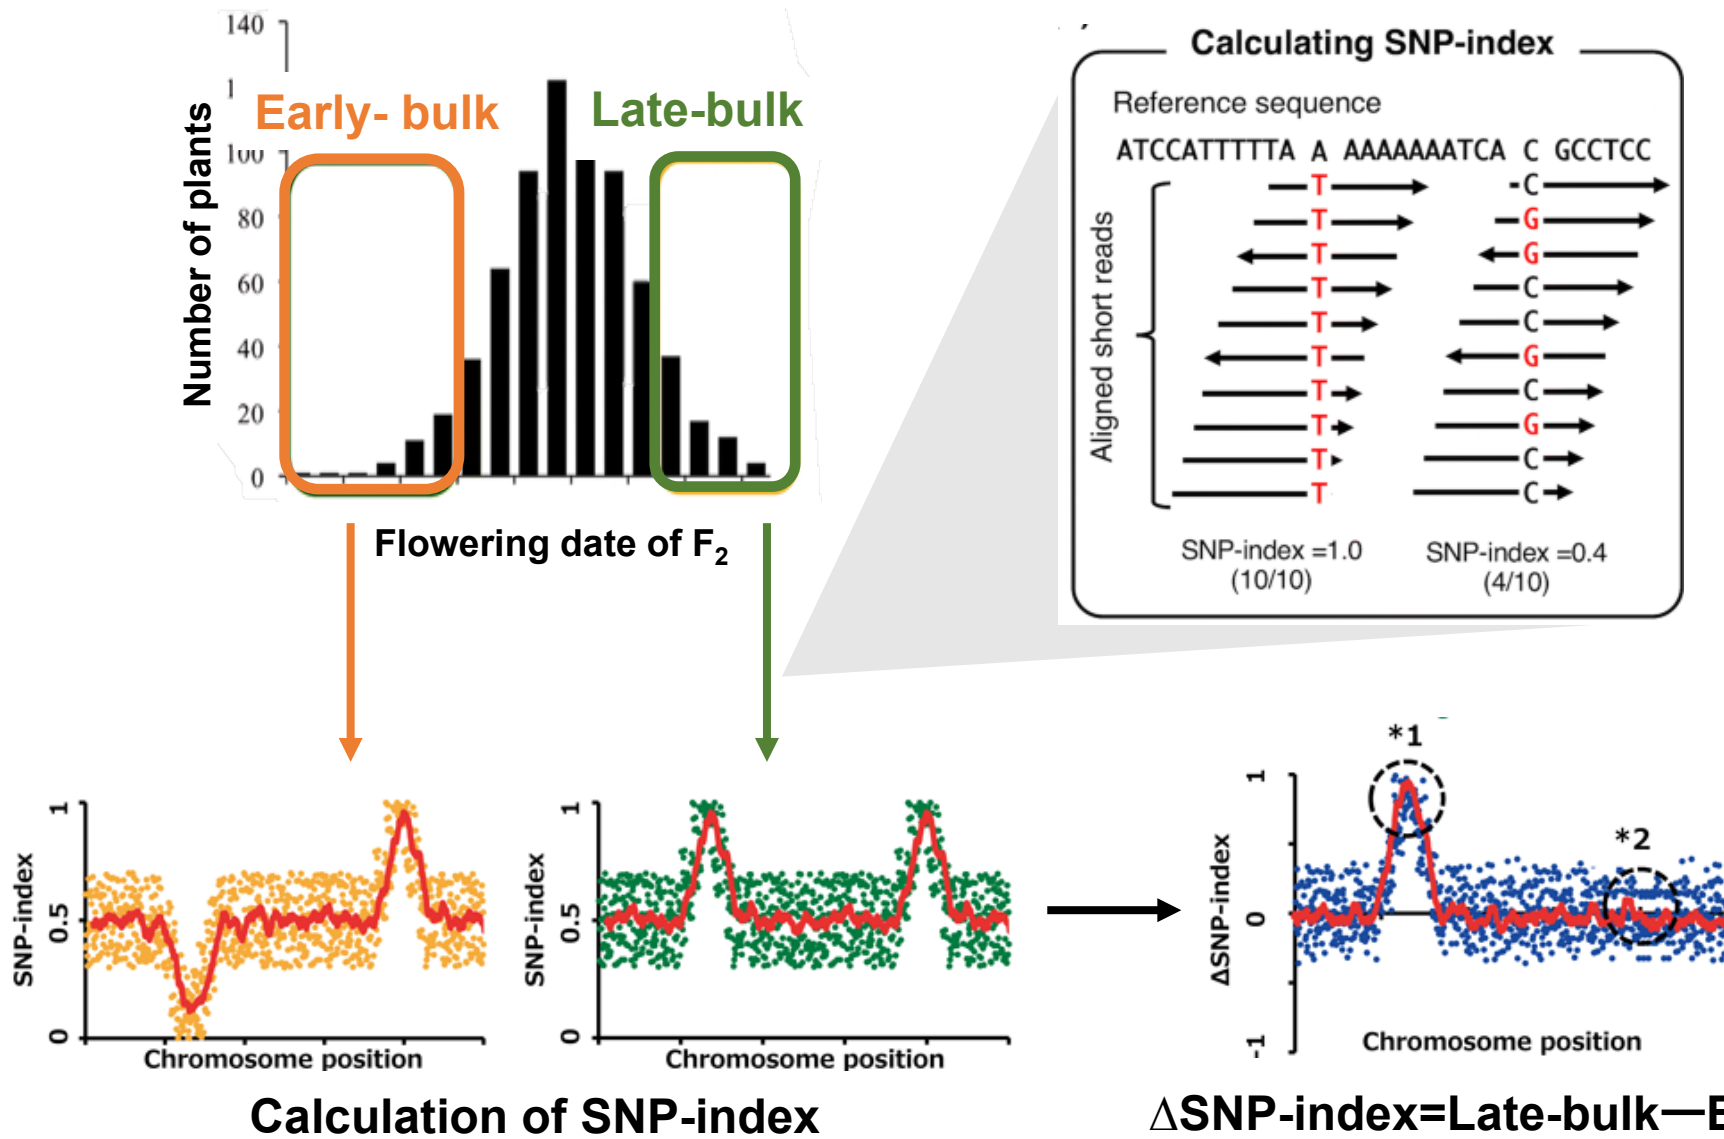 140
1
Early- bulk
Late-bulk
100
80
60
40
20
0
Number of plants
Flowering date of F2
Calculating SNP-index
Reference sequence
ATCCATTTTTA A AAAAAAATCA C GCCTCC
Aligned short reads
T C
T G
T G
T C
T C
T G
T C
T G
T C
T C
SNP-index =1.0 SNP-index =0.4
(10/10) (4/10)
1
0.5
0
SNP-index
Chromosome position
1
0.5
0
SNP-index
Chromosome position
Calculation of SNP-index
*1
*2
1
0
-1
ΔSNP-index
Chromosome position
ΔSNP-index=Late-bulk—E